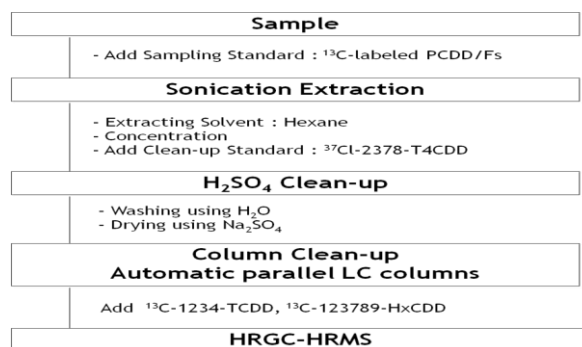 Sample
- Add Sampling Standard : ¹³C-labeled PCDD/Fs
Sonication Extraction
- Extracting Solvent : Hexane
- Concentration
- Add Clean-up Standard : ³⁷Cl-2378-T4CDD
H₂SO₄ Clean-up
- Washing using H₂O
- Drying using Na₂SO₄
Column Clean-up
Automatic parallel LC columns
Add ¹³C-1234-TCDD, ¹³C-123789-HxCDD
HRGC-HRMS